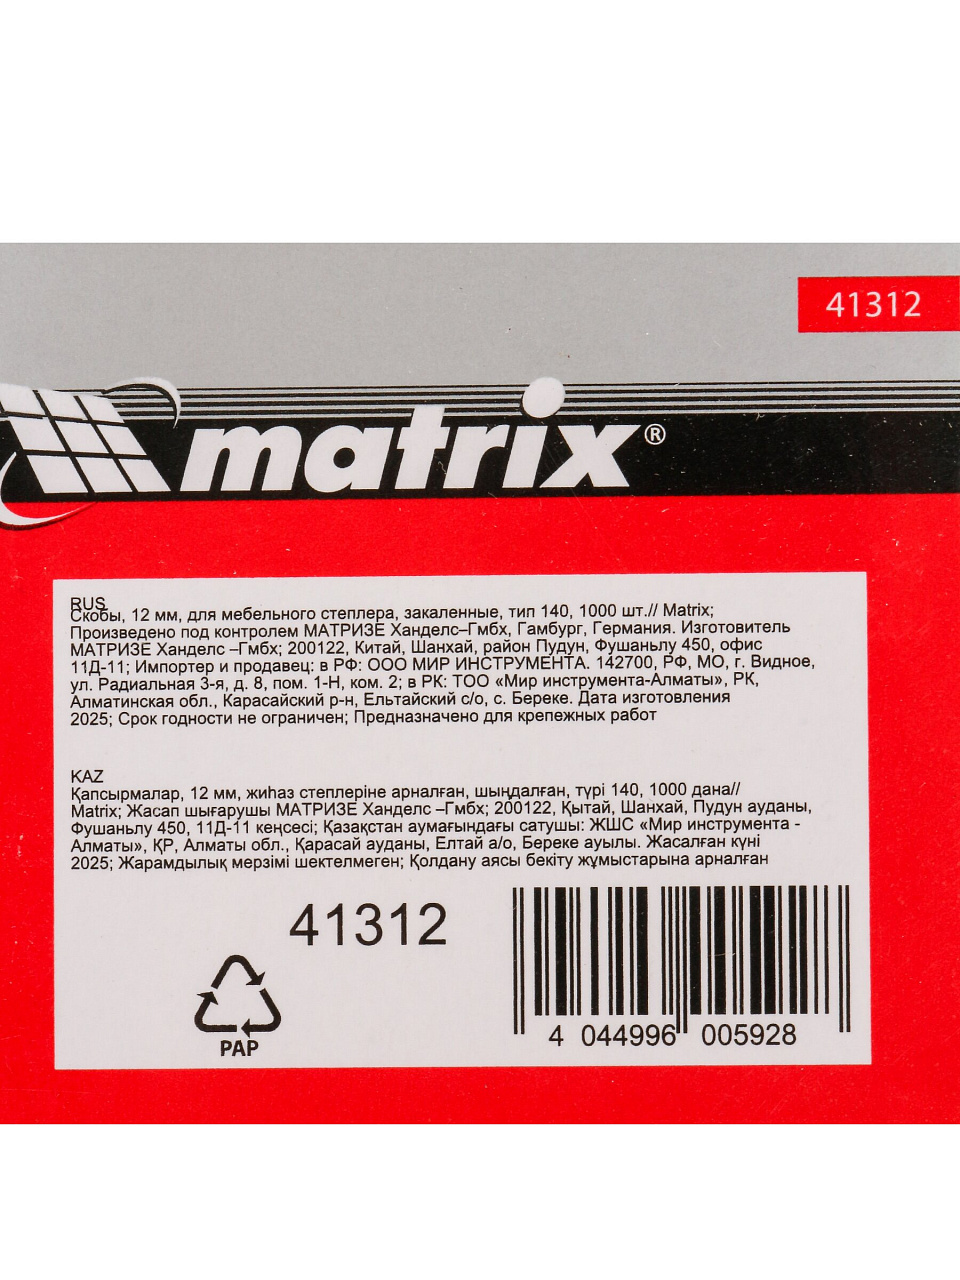 41312
matrix®
RUS
Скобы, 12 мм, для мебельного степлера, закаленные, тип 140, 1000 шт.// Matrix;
Произведено под контролем МАТРИЗЕ Ханделс–Гмбх, Гамбург, Германия. Изготовитель
МАТРИЗЕ Ханделс –Гмбх; 200122, Китай, Шанхай, район Пудун, Фушаньлу 450, офис
11Д-11; Импортер и продавец: в РФ: ООО МИР ИНСТРУМЕНТА. 142700, РФ, МО, г. Видное,
ул. Радиальная 3-я, д. 8, пом. 1-Н, ком. 2; в РК: ТОО «Мир инструмента-Алматы», РК,
Алматинская обл., Карасайский р-н, Ельтайский с/о, с. Береке. Дата изготовления
2025; Срок годности не ограничен; Предназначено для крепежных работ
KAZ
Қапсырмалар, 12 мм, жиһаз степлеріне арналған, шыңдалған, түрі 140, 1000 дана//
Matrix; Жасап шығарушы МАТРИЗЕ Ханделс –Гмбх; 200122, Қытай, Шанхай, Пудун ауданы,
Фушаньлу 450, 11Д-11 кеңсесі; Қазақстан аумағындағы сатушы: ЖШС «Мир инструмента -
Алматы», ҚР, Алматы обл., Қарасай ауданы, Елтай а/о, Береке ауылы. Жасалған күні
2025; Жарамдылық мерзімі шектелмеген; Қолдану аясы бекіту жұмыстарына арналған
41312
PAP
4 044996 005928